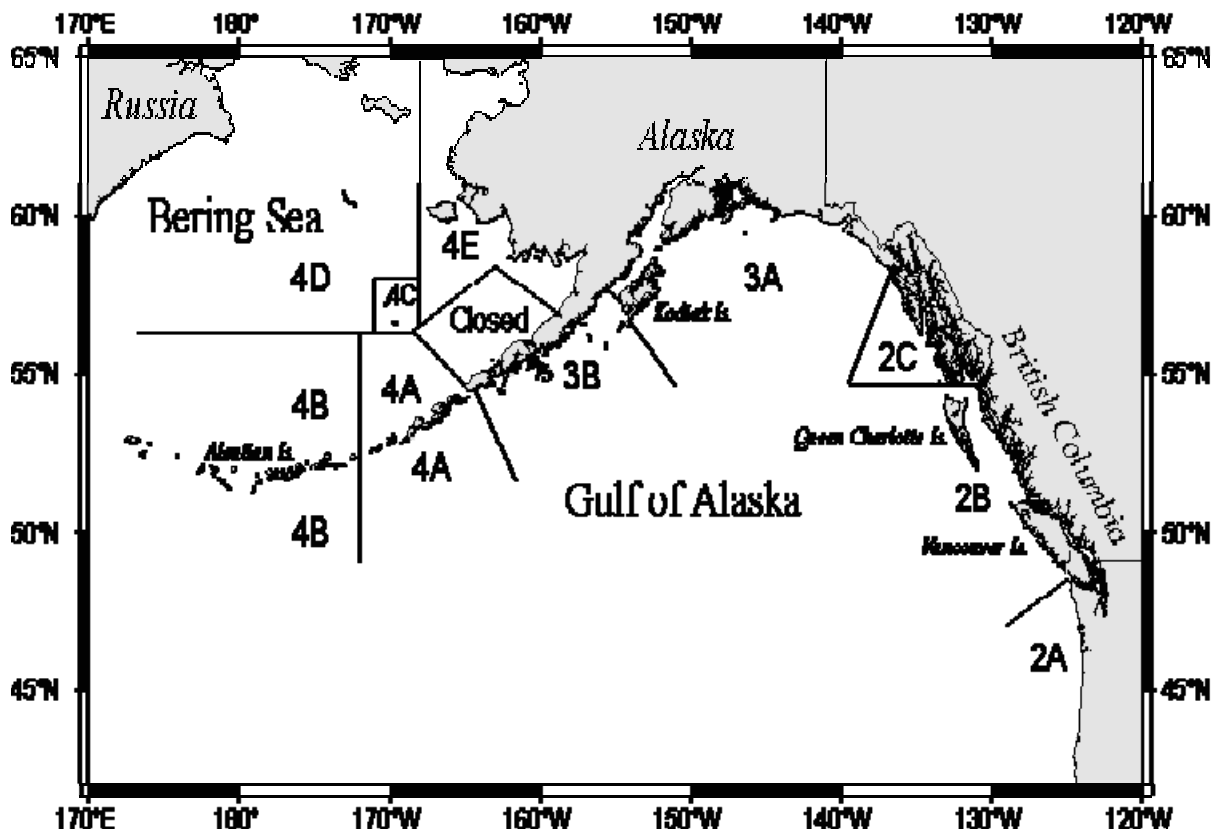 170°E 180° 170°W 160°W 150°W 140°W 130°W 120°W
65°N 65°N
Russia
Alaska
60°N Bering Sea 60°N
4E
4D 4C 3A
Closed Kodiak Is.
British Columbia
55°N 4B 4A 3B 2C 55°N
Aleutian Is. 4A Queen Charlotte Is.
Gulf of Alaska 2B
50°N 4B 50°N
Vancouver Is.
2A
45°N 45°N
170°E 180° 170°W 160°W 150°W 140°W 130°W 120°W